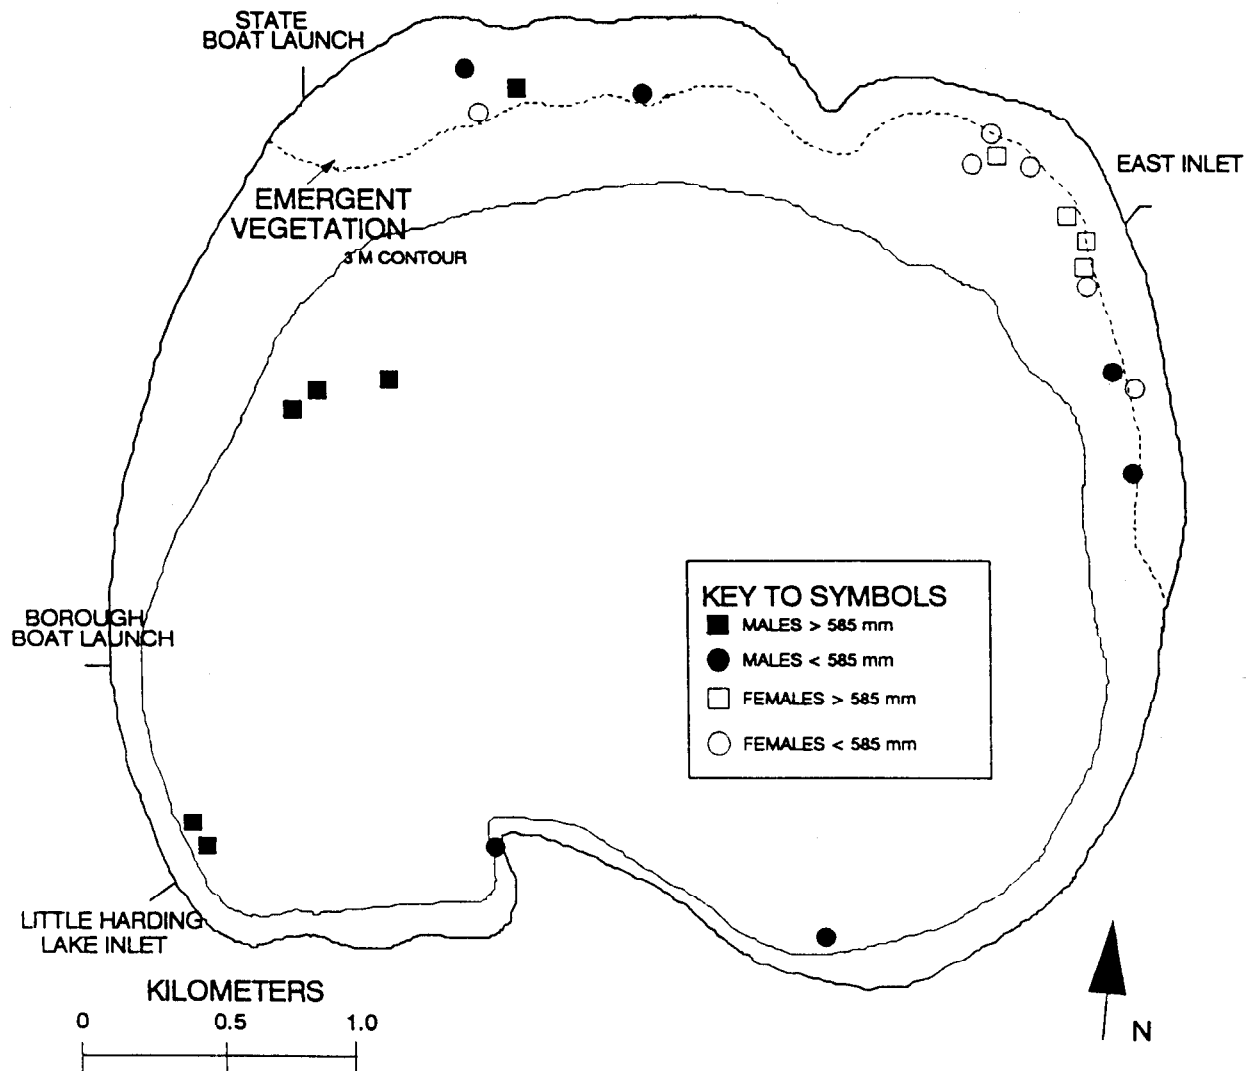 STATE
BOAT LAUNCH
EAST INLET
EMERGENT
VEGETATION
3 M CONTOUR
KEY TO SYMBOLS
MALES > 585 mm
MALES < 585 mm
FEMALES > 585 mm
FEMALES < 585 mm
BOROUGH
BOAT LAUNCH
LITTLE HARDING
LAKE INLET
KILOMETERS
0 0.5 1.0
N